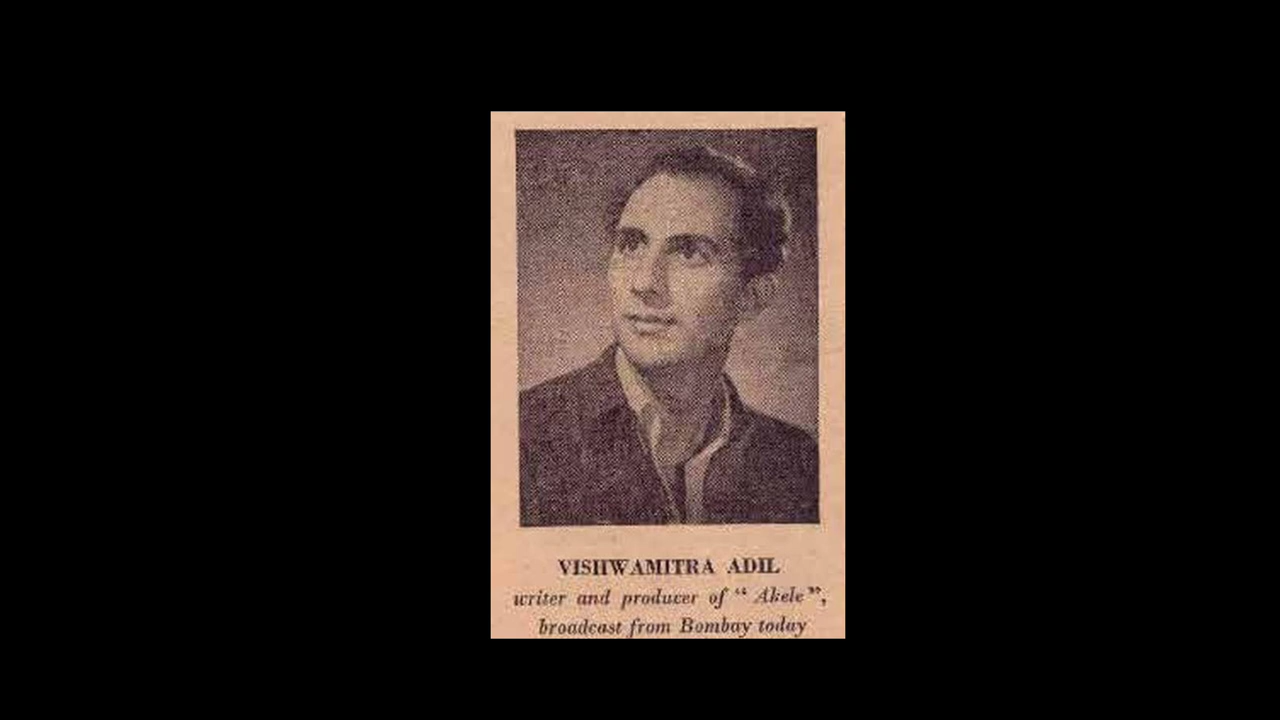 VISHWAMITRA ADIL
writer and producer of “ Akele ”,
broadcast from Bombay today